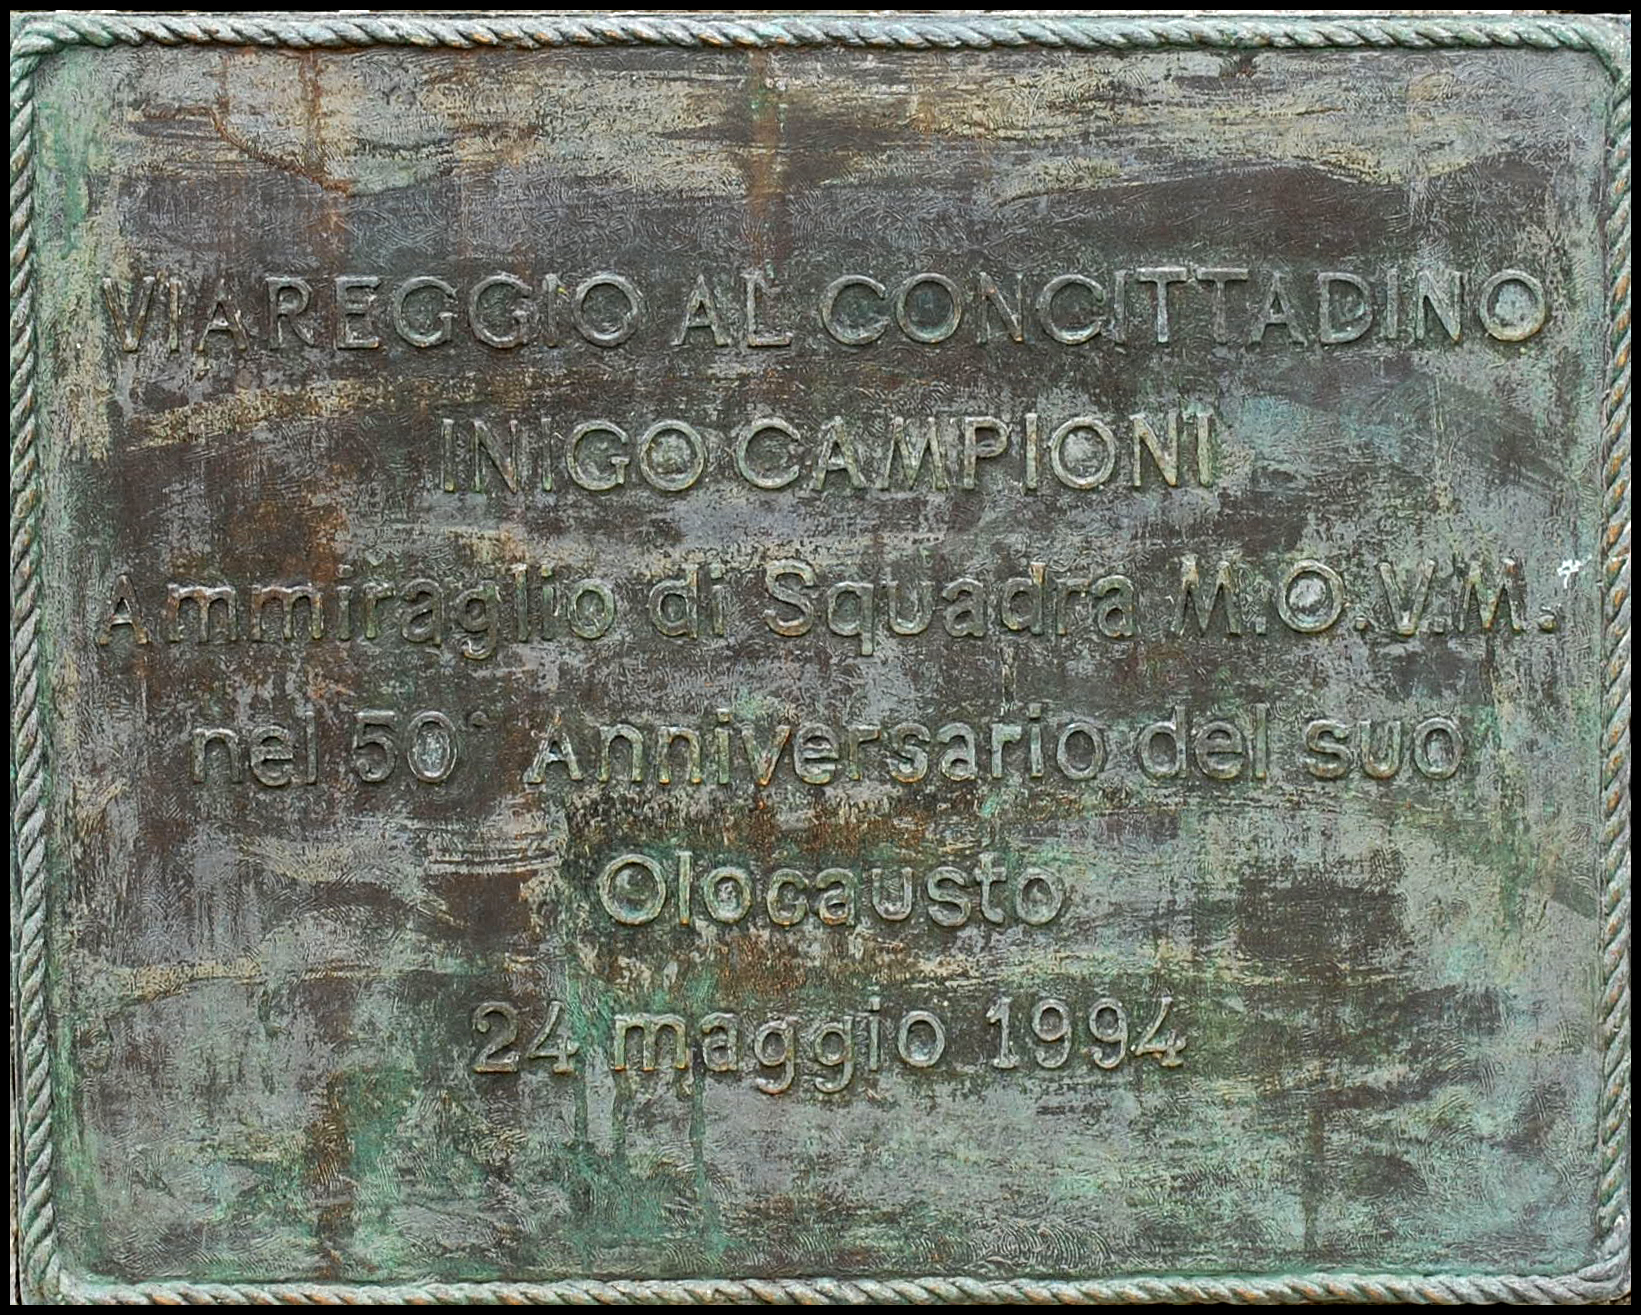 VIAREGGIO AL CONCITTADINO
INIGO CAMPIONI
Ammiraglio di Squadra M.O.V.M.
nel 50° Anniversario del suo
Olocausto
24 maggio 1994